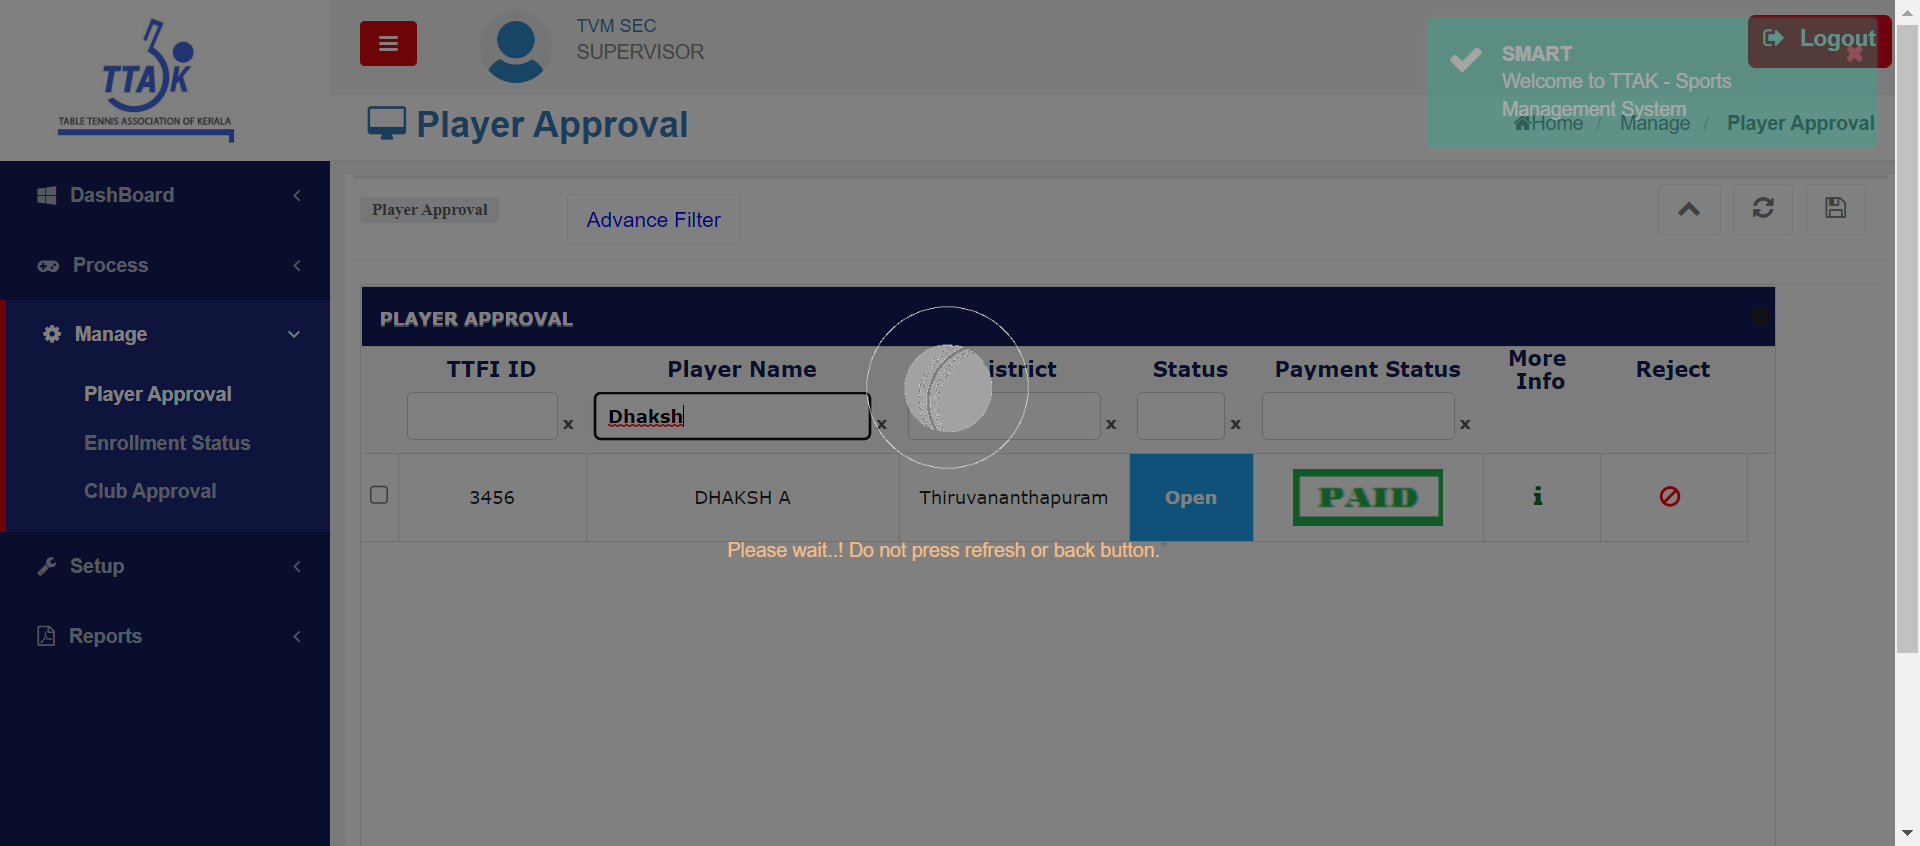 TTAK
TABLE TENNIS ASSOCIATION OF KERALA
TVM SEC
SUPERVISOR
Logout
SMART
Welcome to TTAK - Sports
Management System
Player Approval
Home / Manage / Player Approval
DashBoard
Process
Manage
Player Approval
Enrollment Status
Club Approval
Setup
Reports
Player Approval
Advance Filter
PLAYER APPROVAL
TTFI ID
Player Name
istrict
Status
Payment Status
More
Info
Reject
x
Dhaksh
x
x
x
x
3456
DHAKSH A
Thiruvananthapuram
Open
PAID
Please wait..! Do not press refresh or back button."